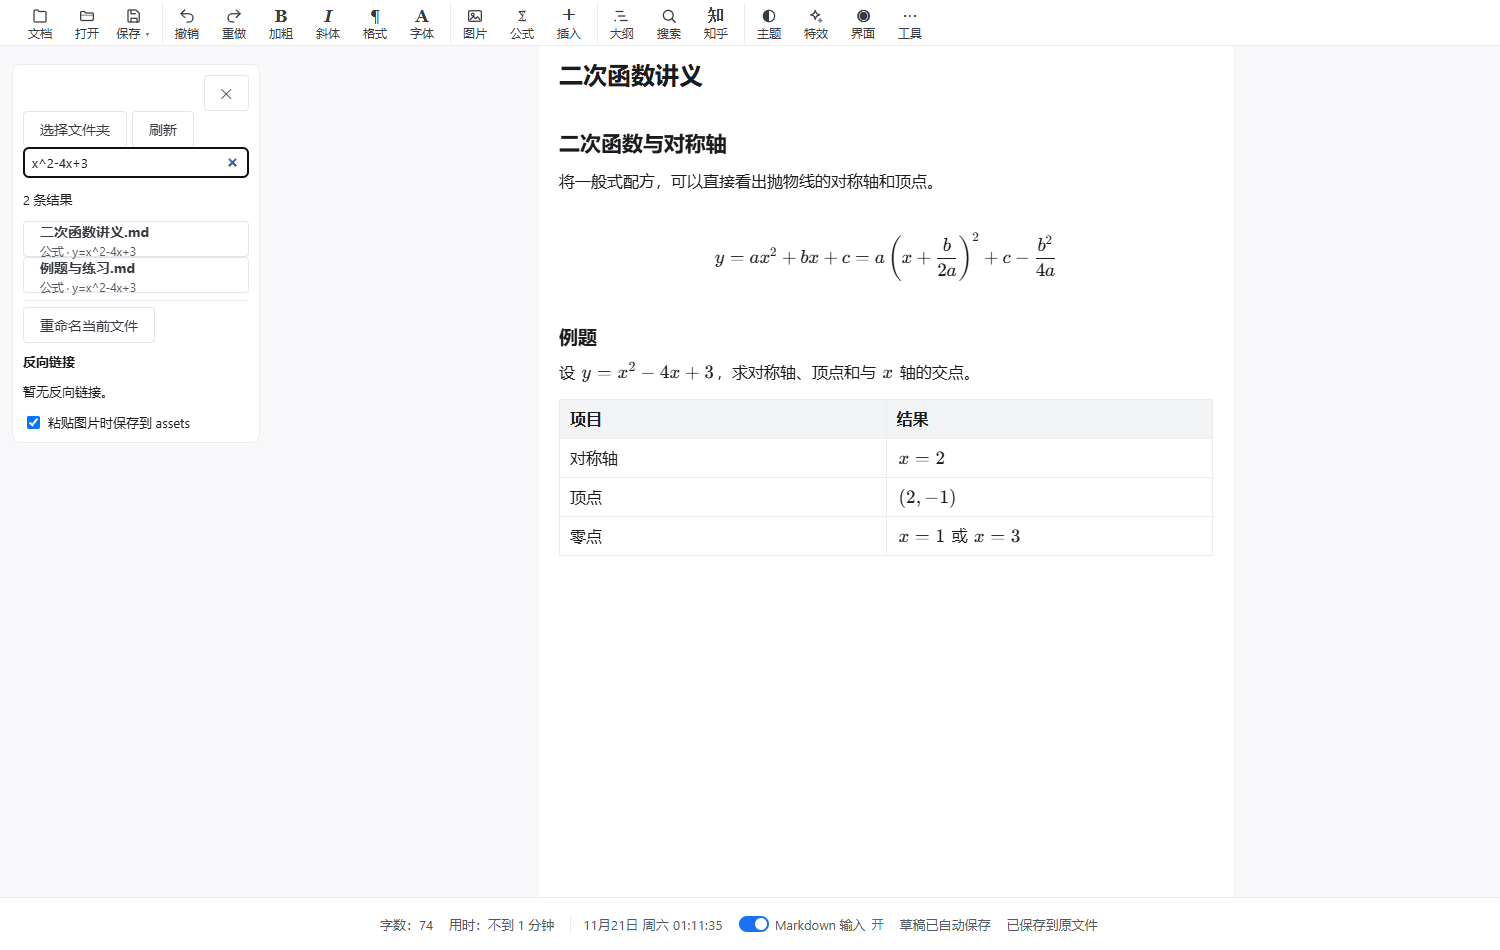 文档 打开 保存 撤销 重做 B 加粗 I 斜体 ¶ 格式 A 字体 图片 Σ 公式 插入 大纲 搜索 知 知乎 主题 特效 界面 工具
选择文件夹 刷新
x^2-4x+3
2 条结果
二次函数讲义.md
公式 · y=x^2-4x+3
例题与练习.md
公式 · y=x^2-4x+3
重命名当前文件
反向链接
暂无反向链接。
粘贴图片时保存到 assets
二次函数讲义
二次函数与对称轴
将一般式配方，可以直接看出抛物线的对称轴和顶点。
y = ax² + bx + c = a(x + b/2a)² + c − b²/4a
例题
设 y = x² − 4x + 3，求对称轴、顶点和与 x 轴的交点。
项目 结果
对称轴 x = 2
顶点 (2, −1)
零点 x = 1 或 x = 3
字数：74 用时：不到 1 分钟 11月21日 周六 01:11:35 Markdown 输入 开 草稿已自动保存 已保存到原文件